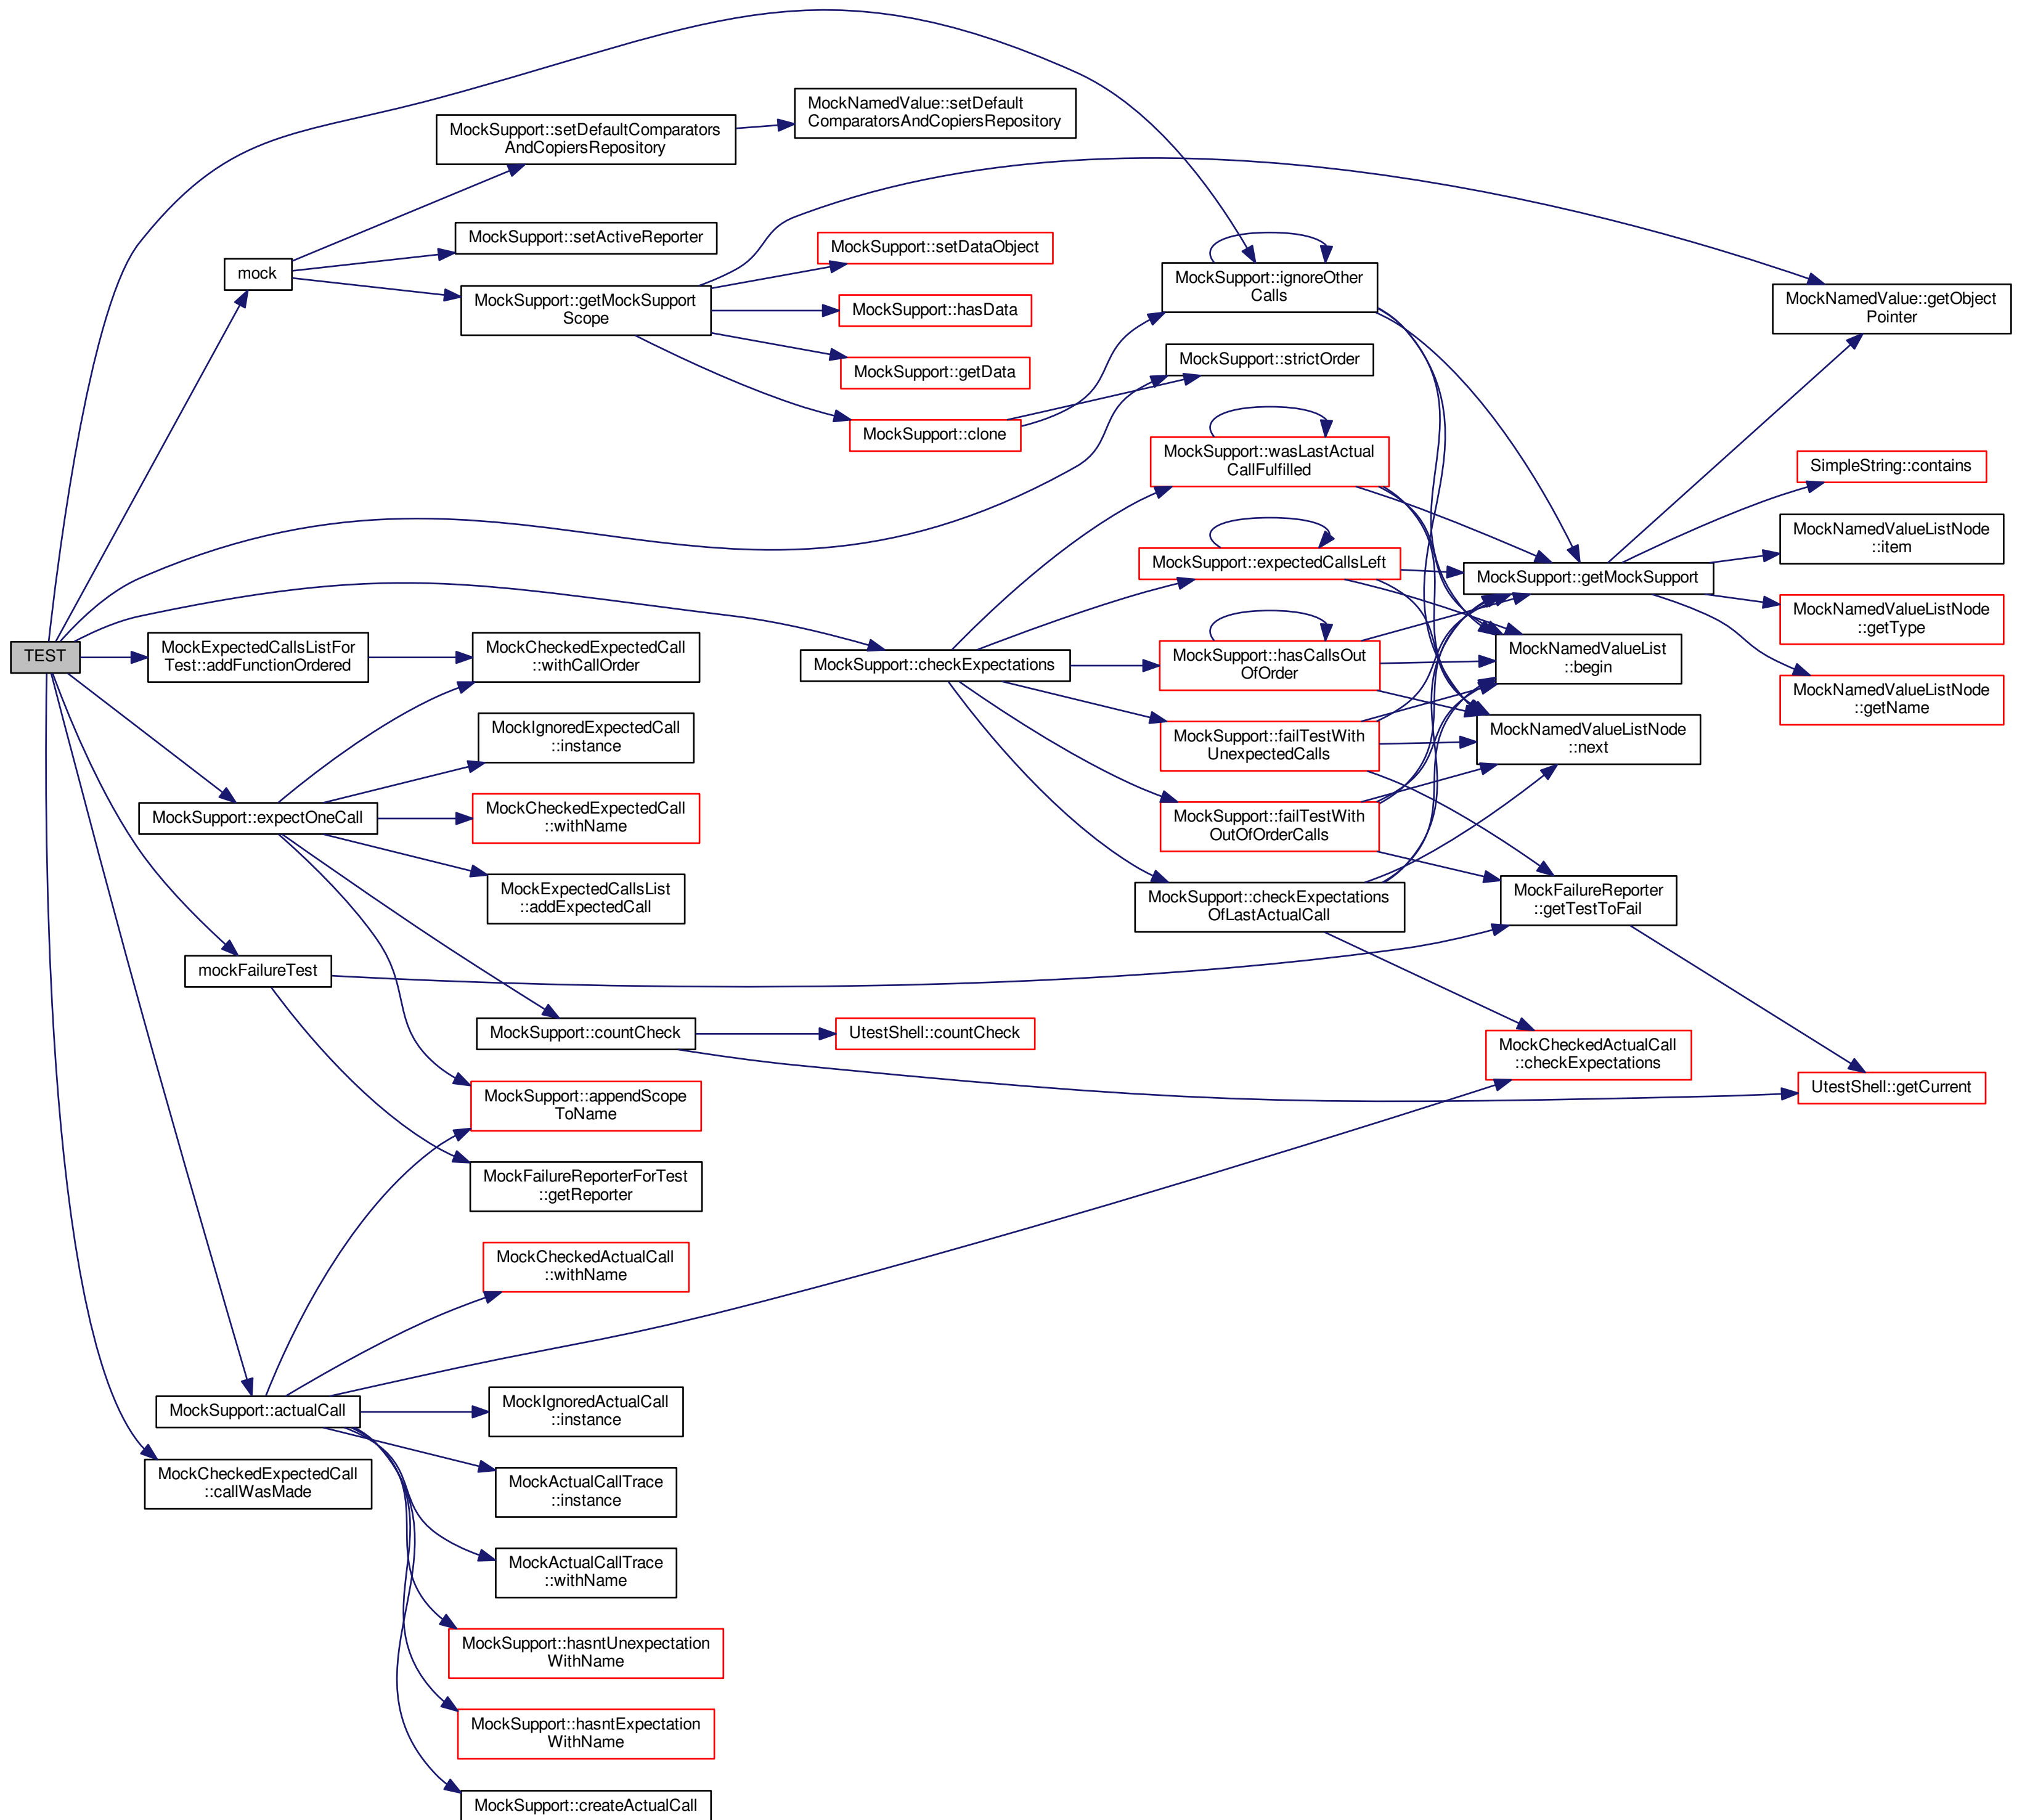 TEST
mock
MockSupport::setDefaultComparators
AndCopiersRepository
MockNamedValue::setDefault
ComparatorsAndCopiersRepository
MockSupport::setActiveReporter
MockSupport::getMockSupport
Scope
MockSupport::setDataObject
MockSupport::hasData
MockSupport::getData
MockSupport::clone
MockSupport::ignoreOther
Calls
MockSupport::strictOrder
MockNamedValue::getObject
Pointer
MockSupport::wasLastActual
CallFulfilled
MockSupport::expectedCallsLeft
MockSupport::hasCallsOut
OfOrder
MockSupport::failTestWith
UnexpectedCalls
MockSupport::failTestWith
OutOfOrderCalls
MockSupport::checkExpectations
OfLastActualCall
MockSupport::checkExpectations
MockSupport::getMockSupport
SimpleString::contains
MockNamedValueListNode
::item
MockNamedValueListNode
::getType
MockNamedValueListNode
::getName
MockNamedValueList
::begin
MockNamedValueListNode
::next
MockFailureReporter
::getTestToFail
MockCheckedActualCall
::checkExpectations
UtestShell::getCurrent
MockExpectedCallsListFor
Test::addFunctionOrdered
MockCheckedExpectedCall
::withCallOrder
MockIgnoredExpectedCall
::instance
MockSupport::expectOneCall
MockCheckedExpectedCall
::withName
MockExpectedCallsList
::addExpectedCall
mockFailureTest
MockSupport::countCheck
UtestShell::countCheck
MockSupport::appendScope
ToName
MockFailureReporterForTest
::getReporter
MockCheckedActualCall
::withName
MockSupport::actualCall
MockIgnoredActualCall
::instance
MockCheckedExpectedCall
::callWasMade
MockActualCallTrace
::instance
MockActualCallTrace
::withName
MockSupport::hasntUnexpectation
WithName
MockSupport::hasntExpectation
WithName
MockSupport::createActualCall